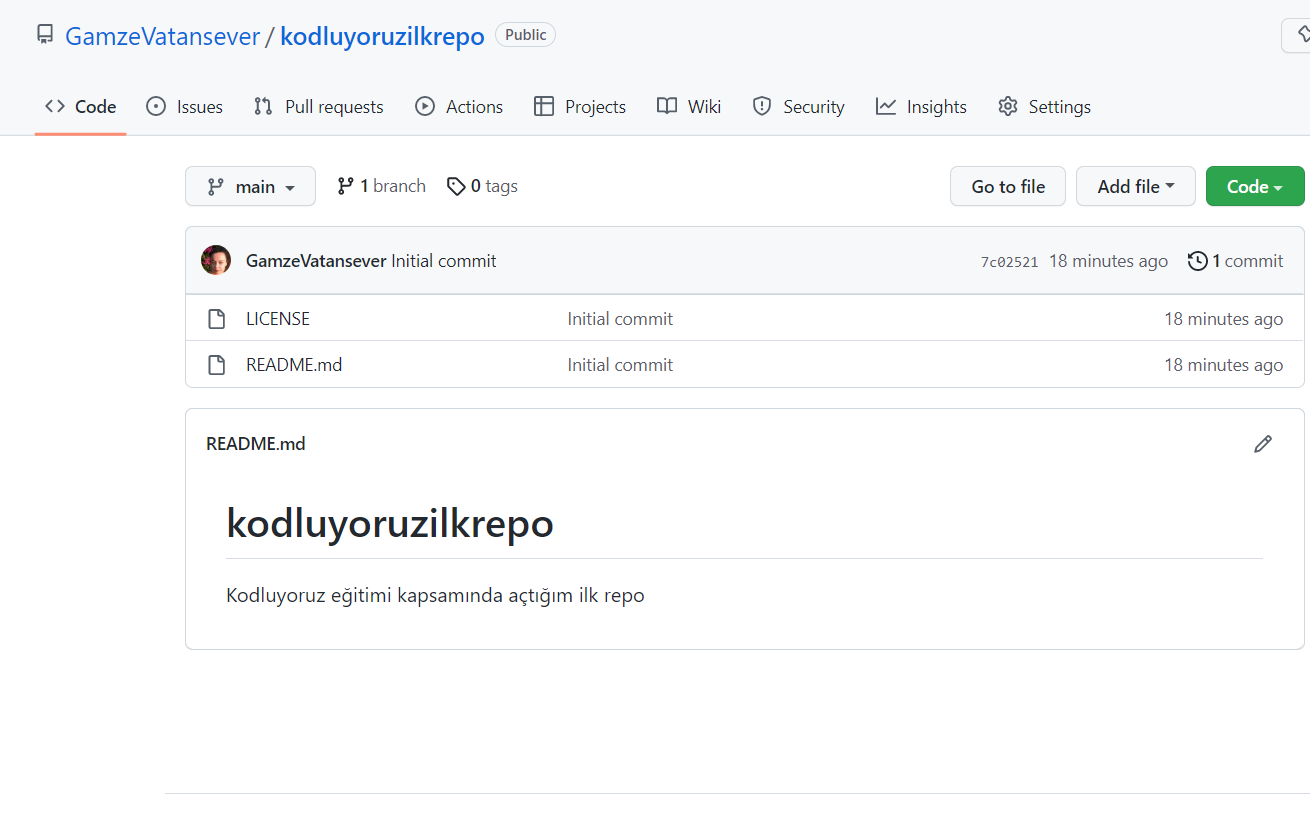 GamzeVatansever / kodluyoruzilkrepo Public
Code Issues Pull requests Actions Projects Wiki Security Insights Settings
main 1 branch 0 tags Go to file Add file Code
GamzeVatansever Initial commit 7c02521 18 minutes ago 1 commit
LICENSE Initial commit 18 minutes ago
README.md Initial commit 18 minutes ago
README.md
kodluyoruzilkrepo
Kodluyoruz eğitimi kapsamında açtığım ilk repo